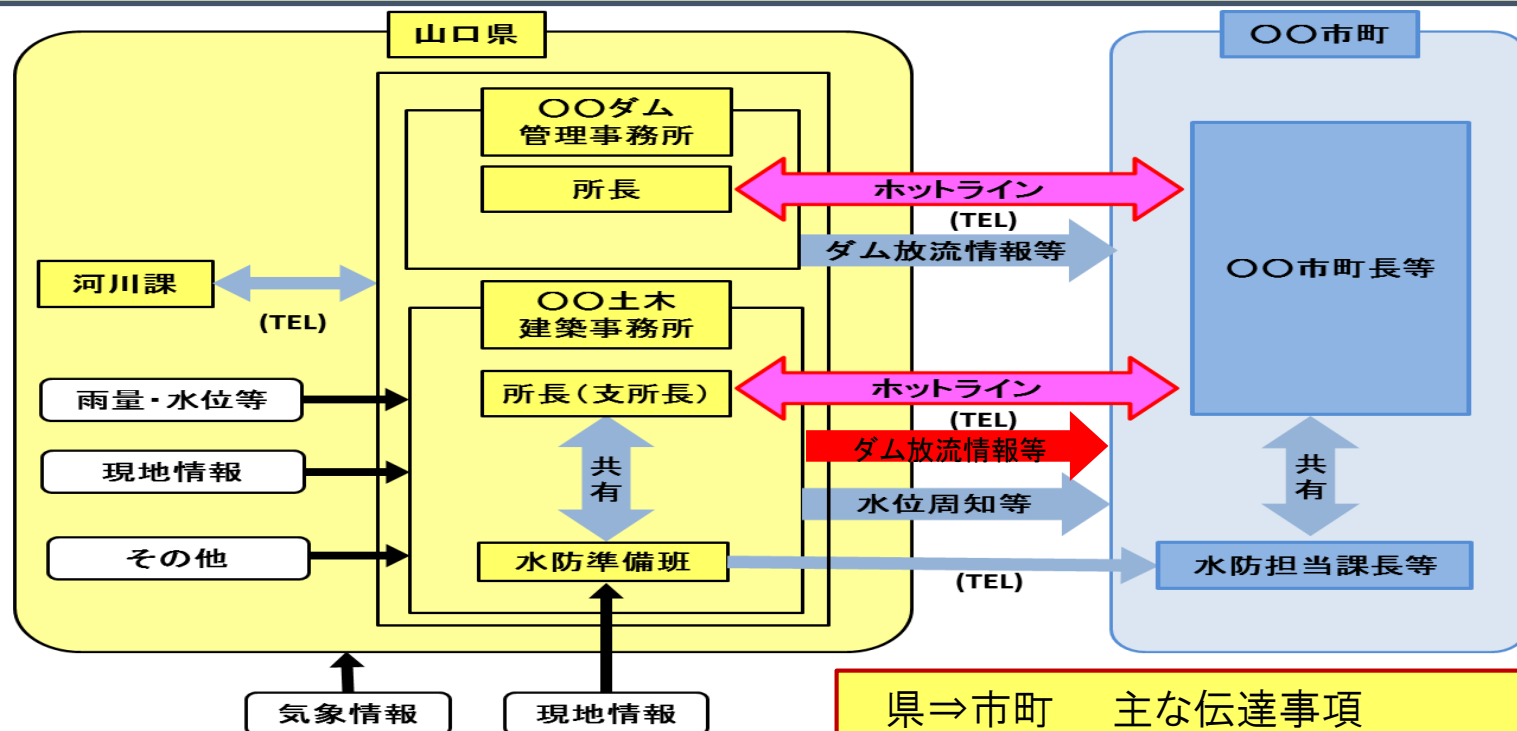 山口県
〇〇市町
〇〇ダム
管理事務所
所長
ホットライン
(TEL)
ダム放流情報等
〇〇市町長等
河川課
(TEL)
〇〇土木
建築事務所
雨量・水位等
所長(支所長)
ホットライン
(TEL)
ダム放流情報等
現地情報
共有
水位周知等
共有
その他
水防準備班
(TEL)
水防担当課長等
気象情報
現地情報
県⇒市町 主な伝達事項